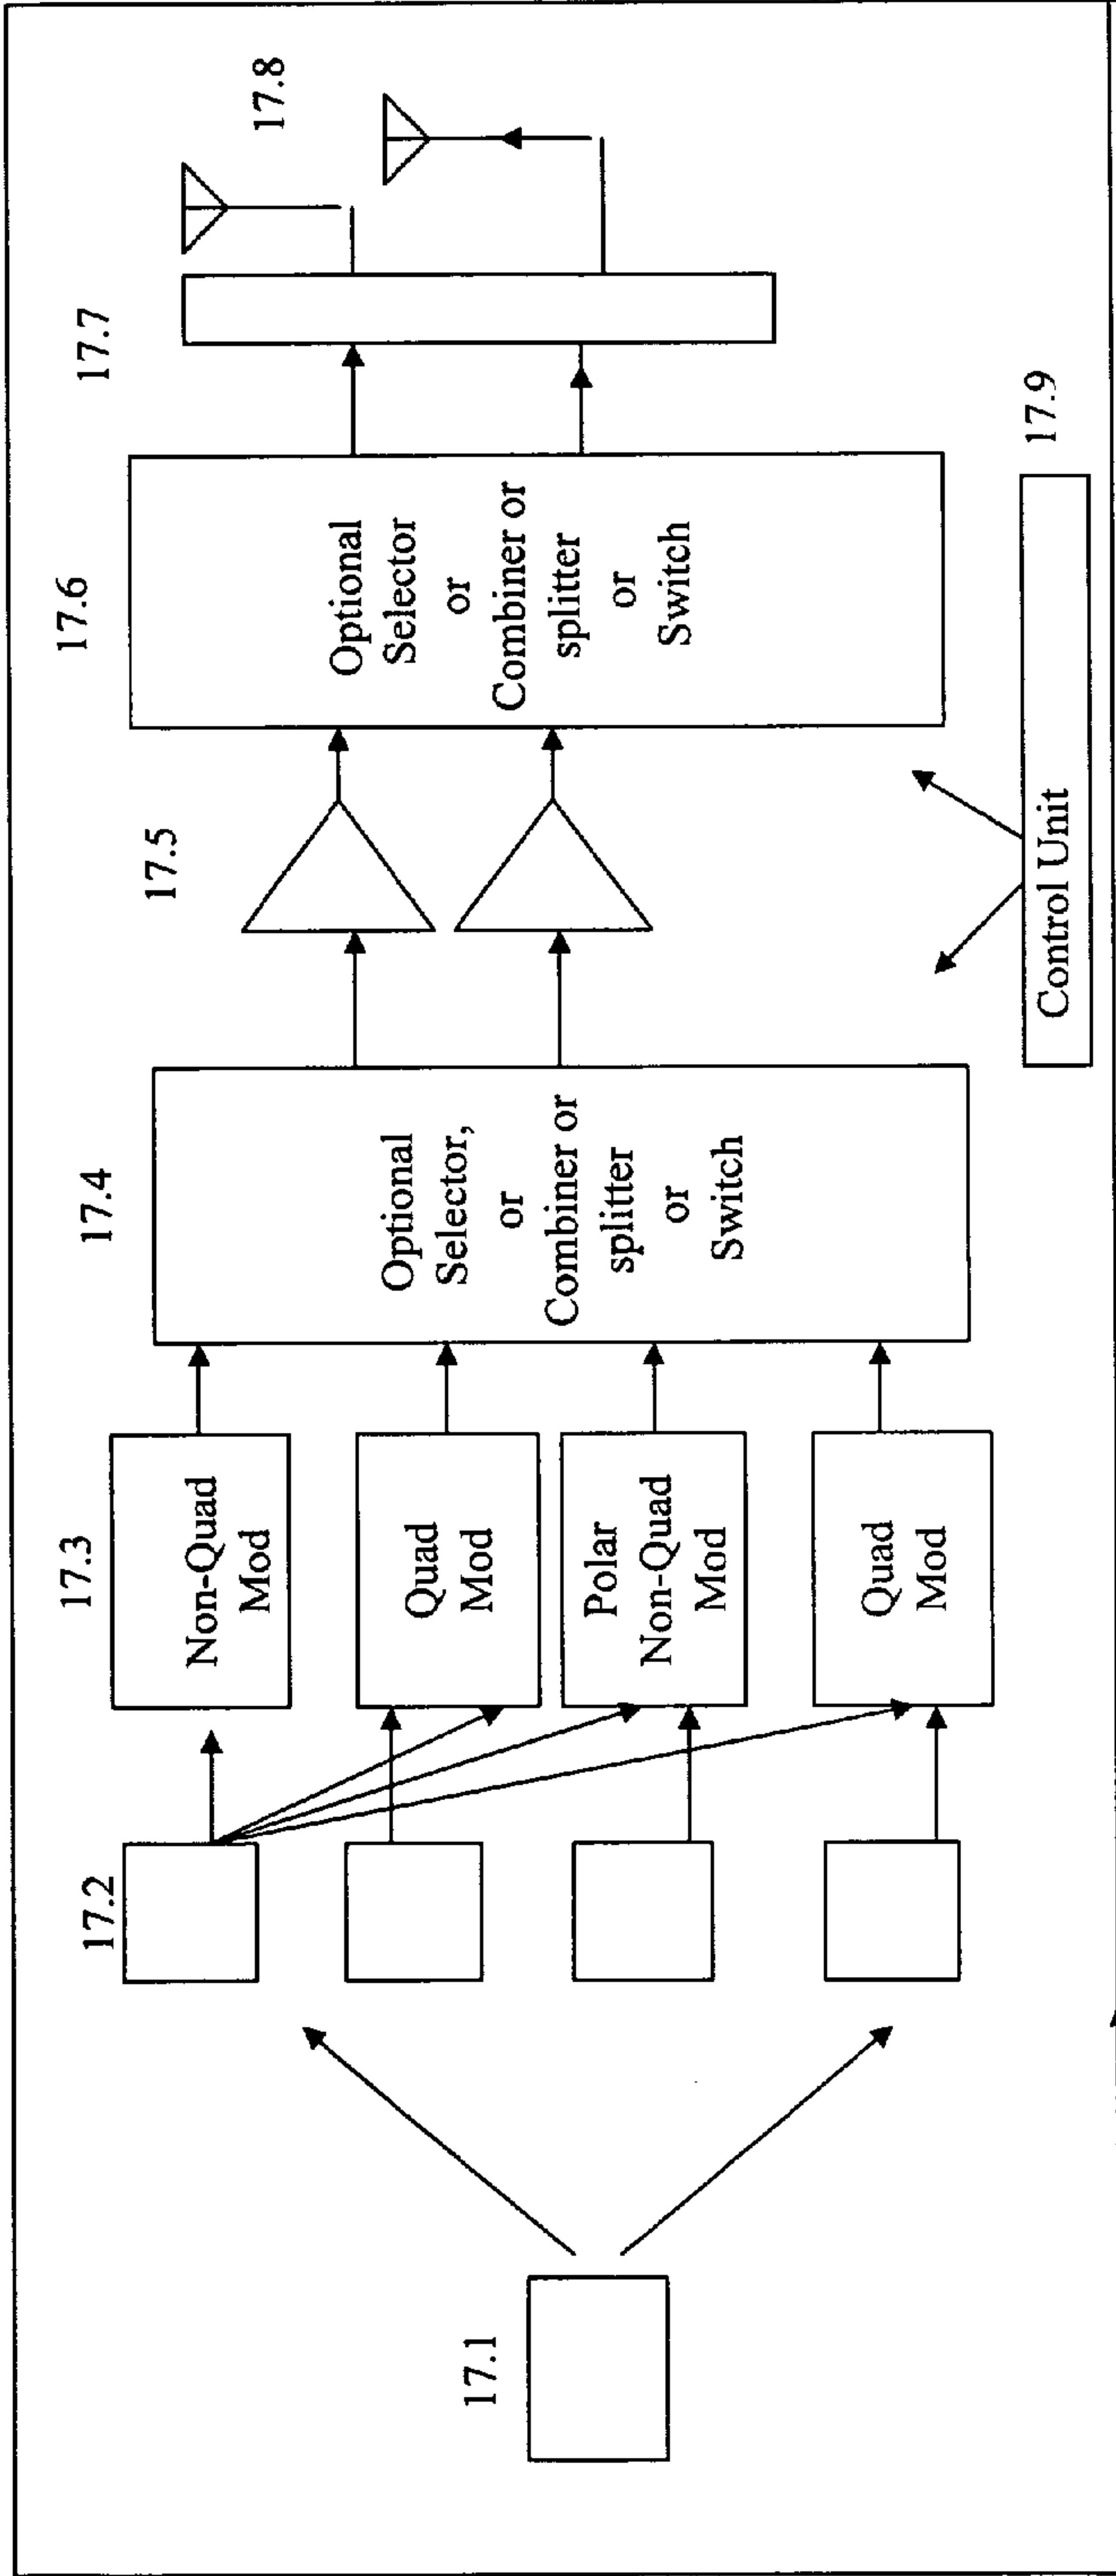 17.1
17.2
17.3
Non-Quad
Mod
Quad
Mod
Polar
Non-Quad
Mod
Quad
Mod
17.4
Optional
Selector,
or
Combiner or
splitter
or
Switch
17.5
17.6
Optional
Selector
or
Combiner or
splitter
or
Switch
17.7
17.8
Control Unit
17.9